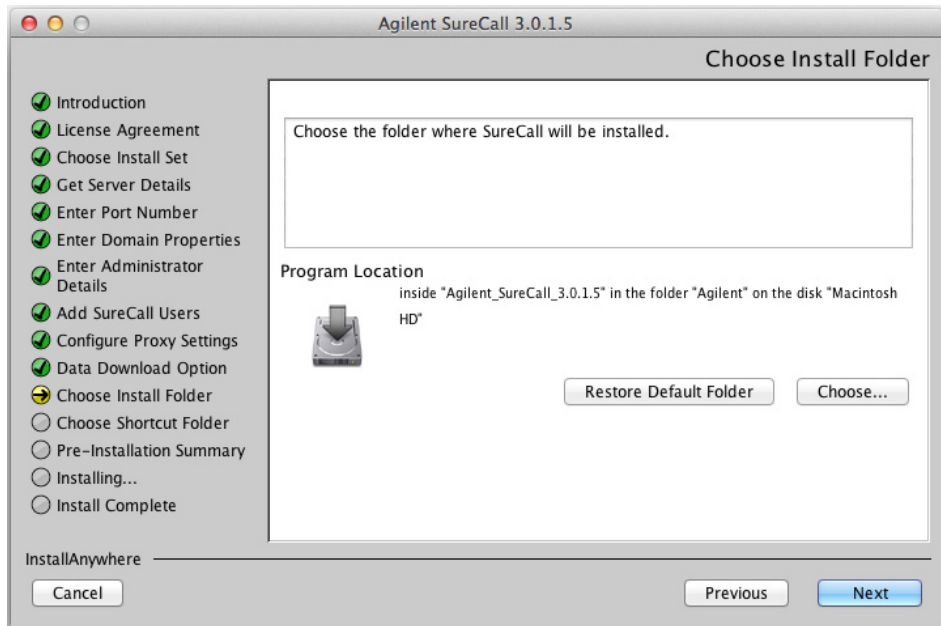 Agilent SureCall 3.0.1.5
Choose Install Folder
Introduction
License Agreement
Choose Install Set
Get Server Details
Enter Port Number
Enter Domain Properties
Enter Administrator
Details
Add SureCall Users
Configure Proxy Settings
Data Download Option
Choose Install Folder
Choose Shortcut Folder
Pre-Installation Summary
Installing...
Install Complete
Choose the folder where SureCall will be installed.
Program Location
inside "Agilent_SureCall_3.0.1.5" in the folder "Agilent" on the disk "Macintosh
HD"
Restore Default Folder
Choose...
InstallAnywhere
Cancel
Previous
Next